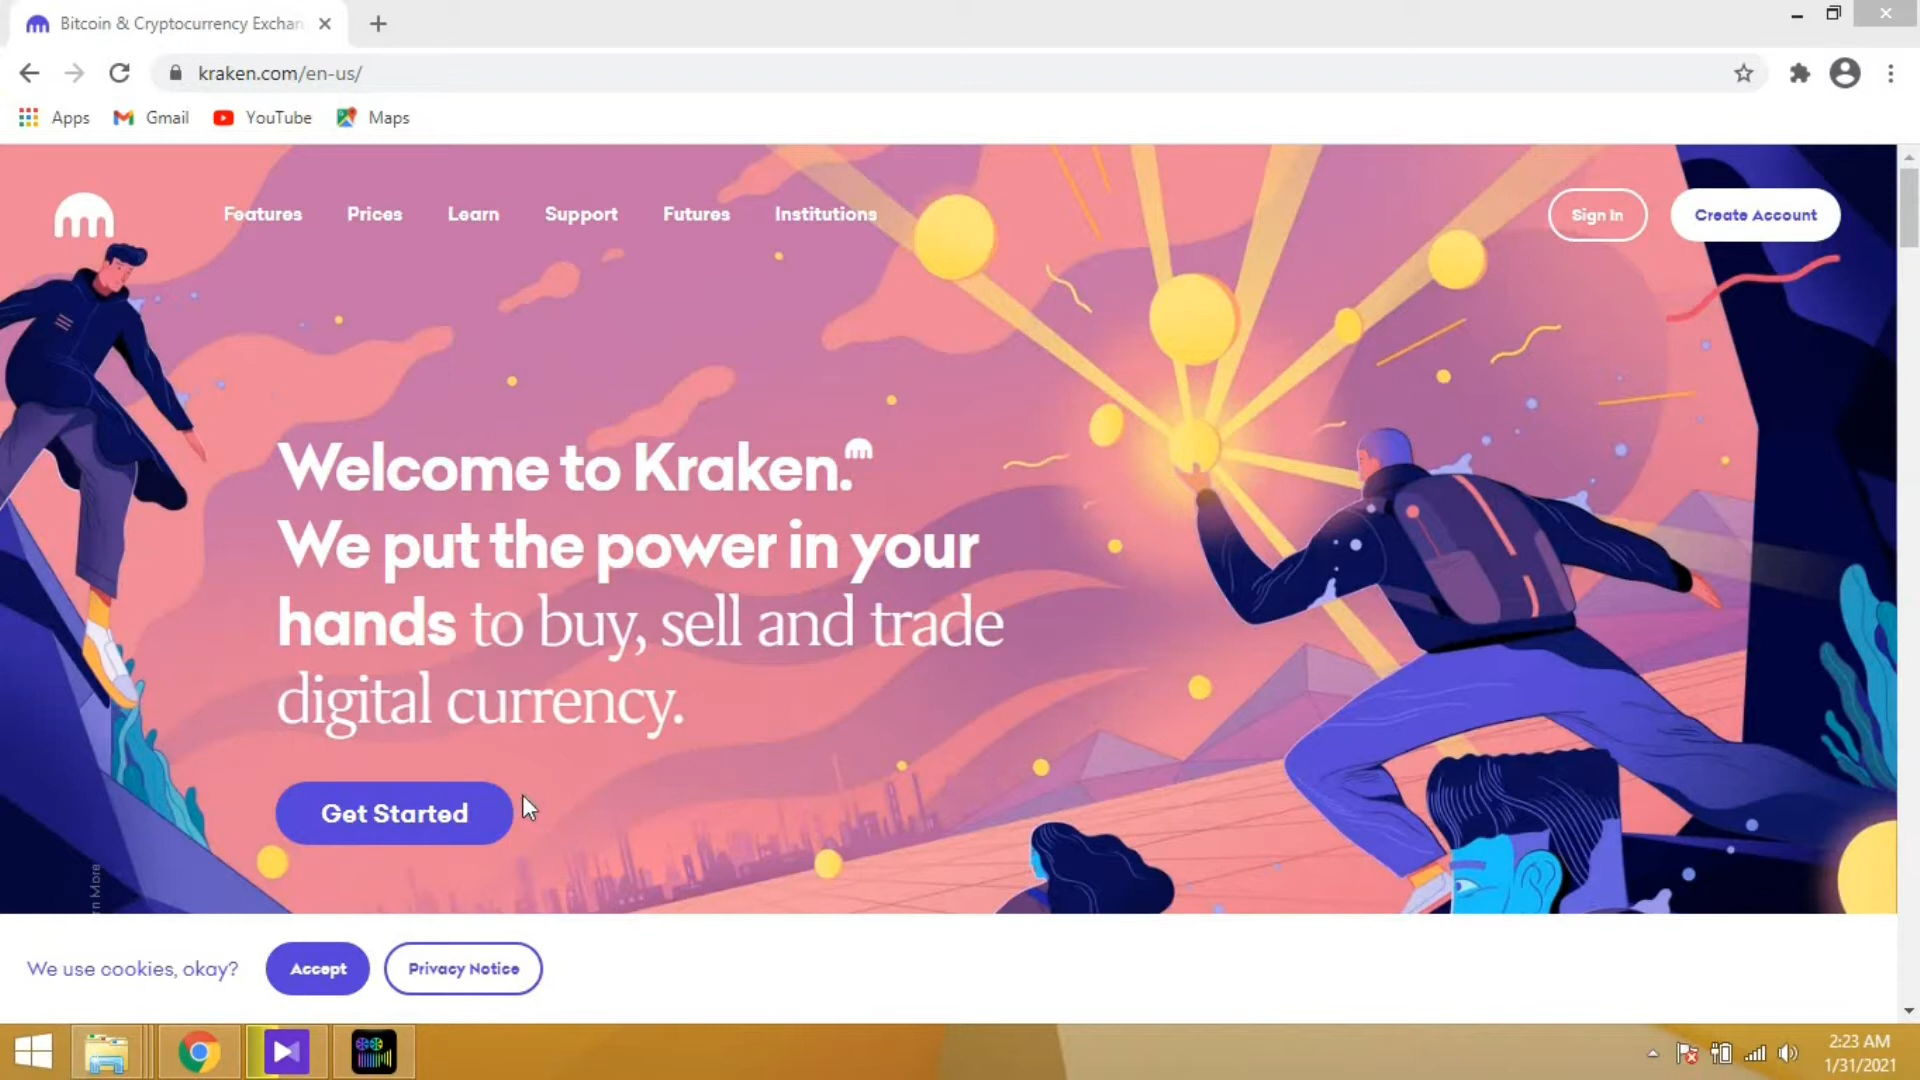 Bitcoin & Cryptocurrency Exchan
kraken.com/en-us/
Apps Gmail YouTube Maps
Features Prices Learn Support Futures Institutions Sign In Create Account
Welcome to Kraken.
We put the power in your
hands to buy, sell and trade
digital currency.
Get Started
rn More
We use cookies, okay? Accept Privacy Notice
2:23 AM
1/31/2021